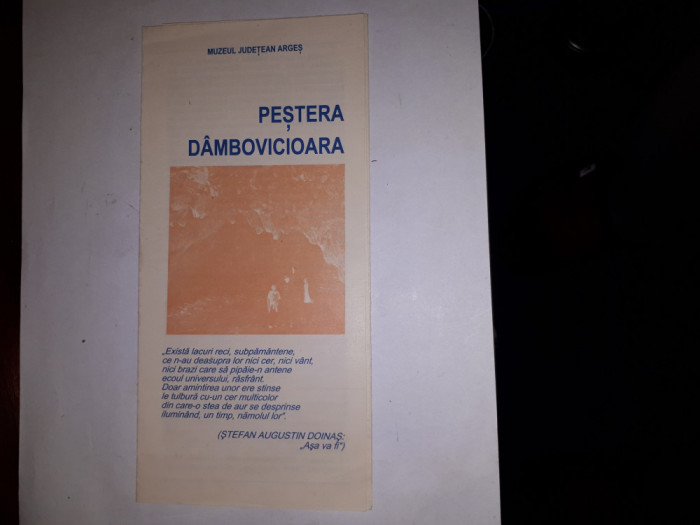 MUZEUL JUDEȚEAN ARGEȘ
PEȘTERA
DÂMBOVICIOARA
„Există lacuri reci, subpământene,
ce n-au deasupra lor nici cer, nici vânt,
nici brazi care să pipăie-n antene
ecoul universului, răsfrânt.
Doar amintirea unor ere stinse
le tulbură cu-un cer multicolor
din care-o stea de aur se desprinse
iluminând, un timp, nămolul lor".
(ȘTEFAN AUGUSTIN DOINAȘ:
„Așa va fi")